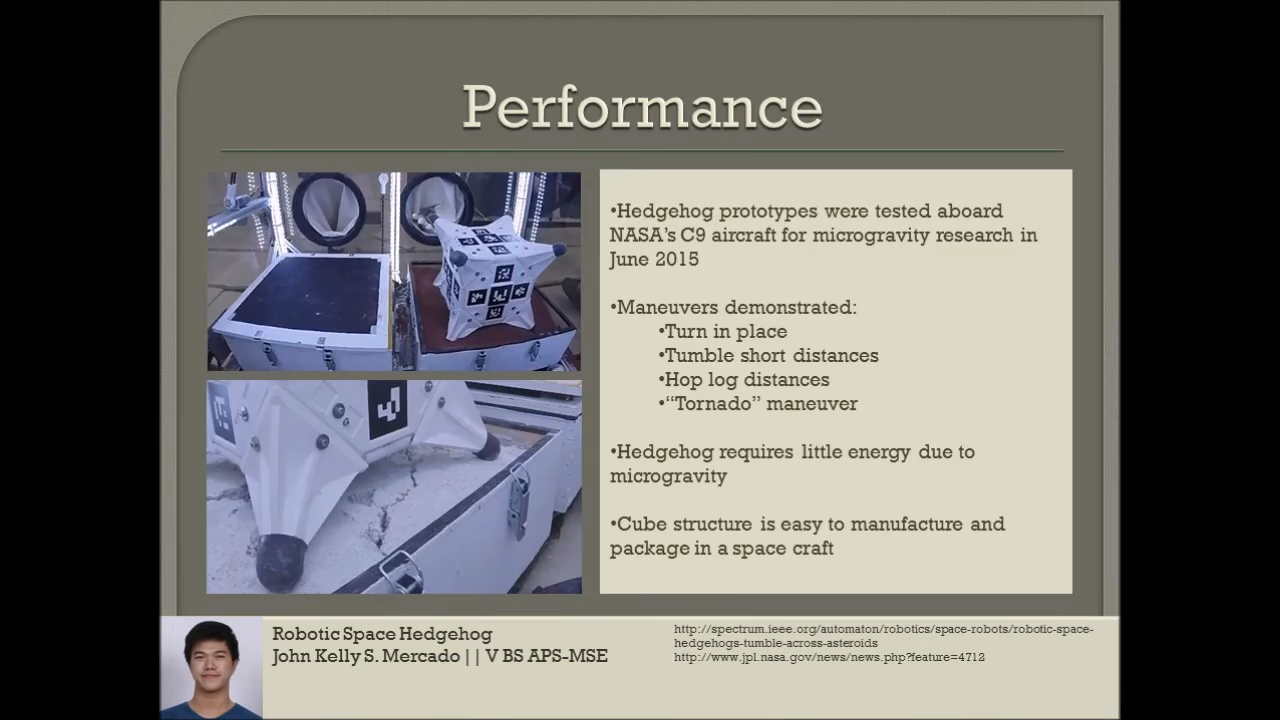 Performance
•Hedgehog prototypes were tested aboard
NASA's C9 aircraft for microgravity research in
June 2015
•Maneuvers demonstrated:
•Turn in place
•Tumble short distances
•Hop log distances
•“Tornado” maneuver
•Hedgehog requires little energy due to
microgravity
•Cube structure is easy to manufacture and
package in a space craft
Robotic Space Hedgehog
John Kelly S. Mercado || V BS APS-MSE
http://spectrum.ieee.org/automaton/robotics/space-robots/robotic-space-
hedgehogs-tumble-across-asteroids
http://www.jpl.nasa.gov/news/news.php?feature=4712